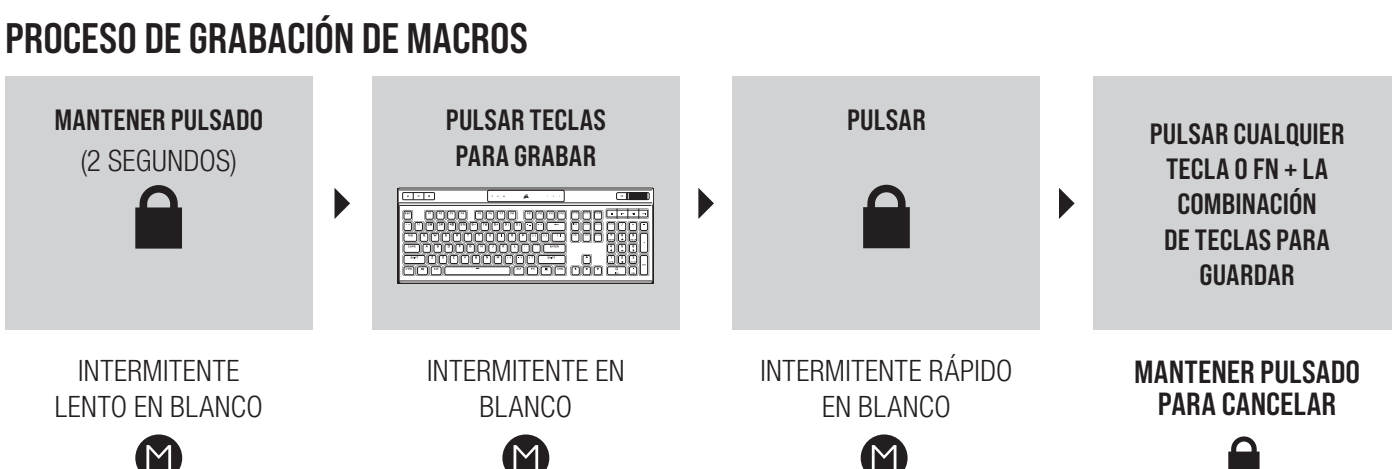 PROCESO DE GRABACIÓN DE MACROS
MANTENER PULSADO
(2 SEGUNDOS)
PULSAR TECLAS
PARA GRABAR
PULSAR
PULSAR CUALQUIER
TECLA O FN + LA
COMBINACIÓN
DE TECLAS PARA
GUARDAR
INTERMITENTE
LENTO EN BLANCO
M
INTERMITENTE EN
BLANCO
M
INTERMITENTE RÁPIDO
EN BLANCO
M
MANTENER PULSADO
PARA CANCELAR